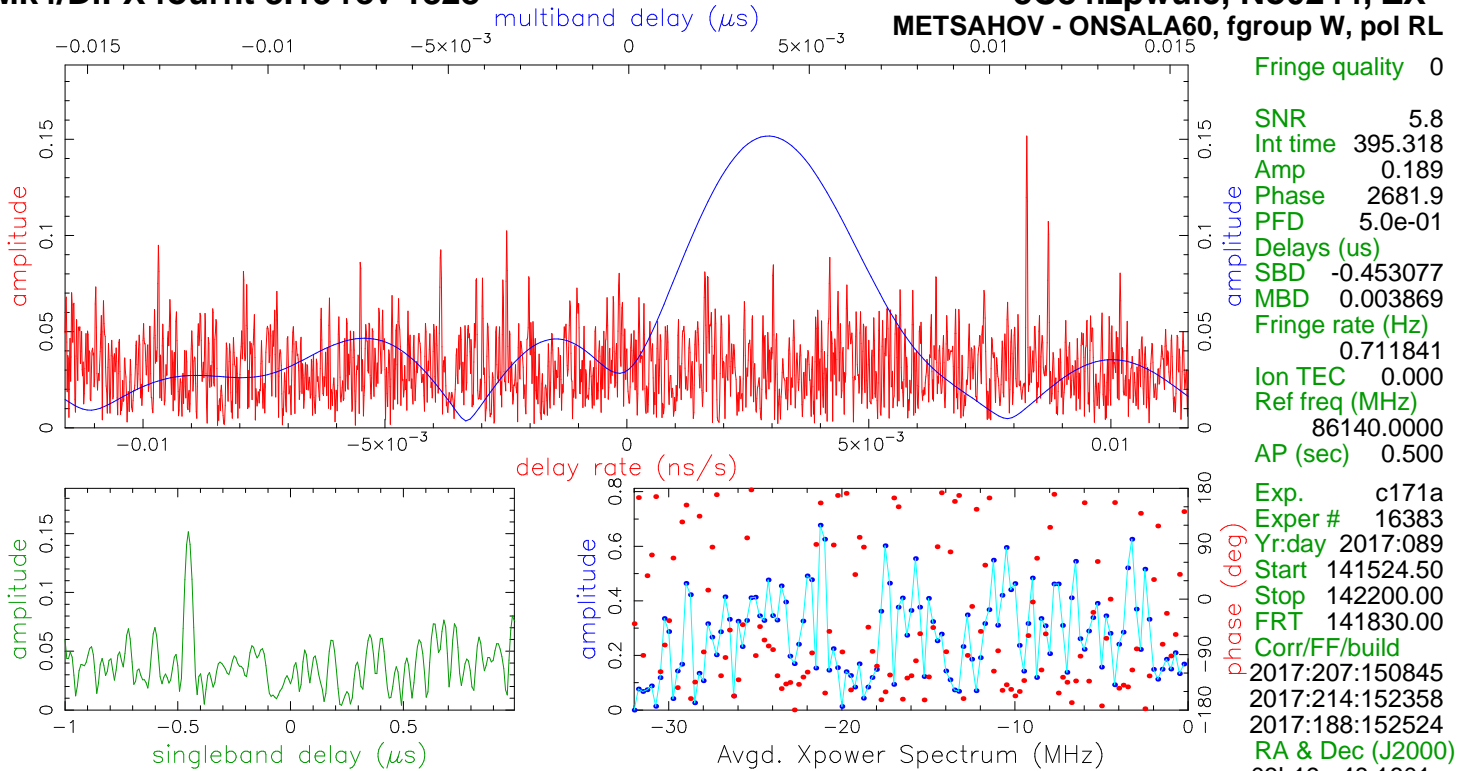 multiband delay (μs)
METSAHOV - ONSALA60, fgroup W, pol RL
−0.015 −0.01 −5×10⁻³ 0 5×10⁻³ 0.01 0.015
amplitude
0 0.05 0.1 0.15
amplitude
0 0.05 0.1 0.15
−0.01 −5×10⁻³ 0 5×10⁻³ 0.01
delay rate (ns/s)
amplitude
0 0.05 0.1 0.15
−1 −0.5 0 0.5
singleband delay (μs)
amplitude
0 0.2 0.4 0.6 0.8
−30 −20 −10 0
Avgd. Xpower Spectrum (MHz)
phase (deg)
−180 −90 0 90 180
Fringe quality 0
SNR 5.8
Int time 395.318
Amp 0.189
Phase 2681.9
PFD 5.0e-01
Delays (us)
SBD -0.453077
MBD 0.003869
Fringe rate (Hz)
0.711841
Ion TEC 0.000
Ref freq (MHz)
86140.0000
AP (sec) 0.500
Exp. c171a
Exper # 16383
Yr:day 2017:089
Start 141524.50
Stop 142200.00
FRT 141830.00
Corr/FF/build
2017:207:150845
2017:214:152358
2017:188:152524
RA & Dec (J2000)